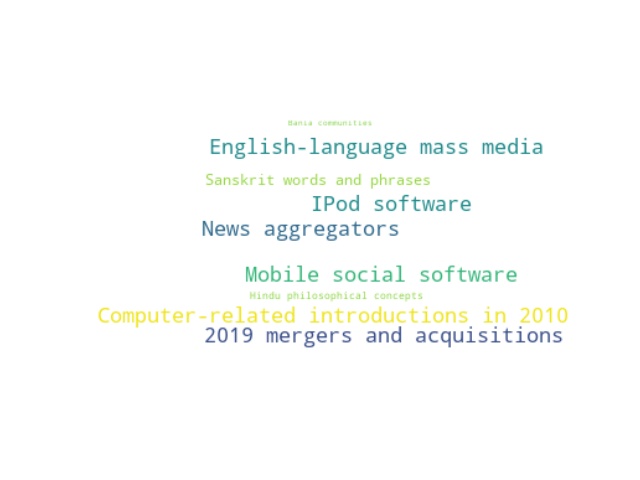 Bania communities
English-language mass media
Sanskrit words and phrases
IPod software
News aggregators
Mobile social software
Hindu philosophical concepts
Computer-related introductions in 2010
2019 mergers and acquisitions